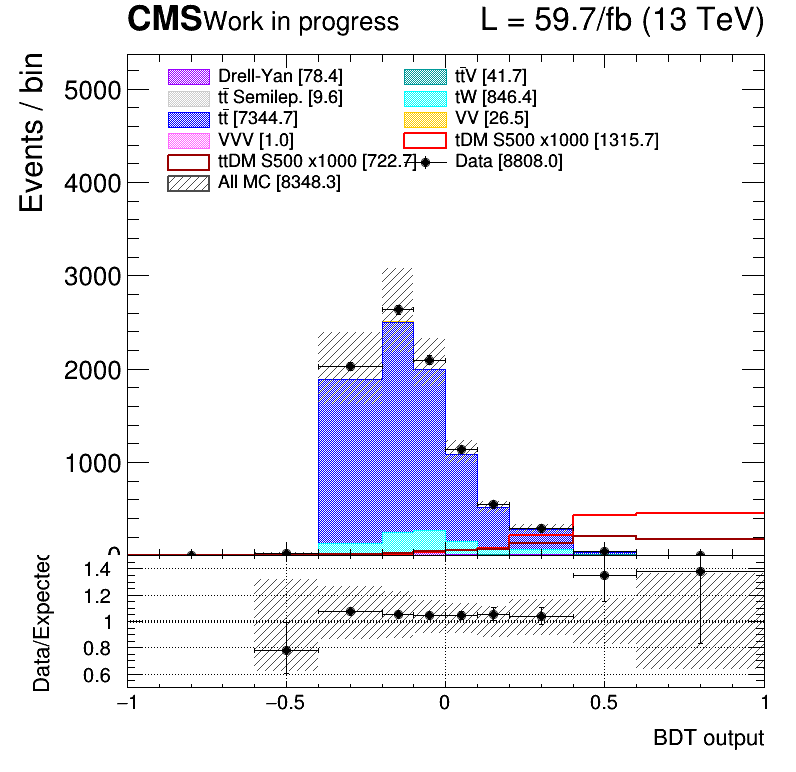 CMS Work in progress L = 59.7/fb (13 TeV)
Events / bin
5000
4000
3000
2000
1000
0
Drell-Yan [78.4] tt̄V [41.7]
tt̄ Semilep. [9.6] tW [846.4]
tt̄ [7344.7] VV [26.5]
VVV [1.0] tDM S500 x1000 [1315.7]
ttDM S500 x1000 [722.7] Data [8808.0]
All MC [8348.3]
Data/Expected
1.4
1.2
1
0.8
0.6
−1 −0.5 0 0.5 1
BDT output